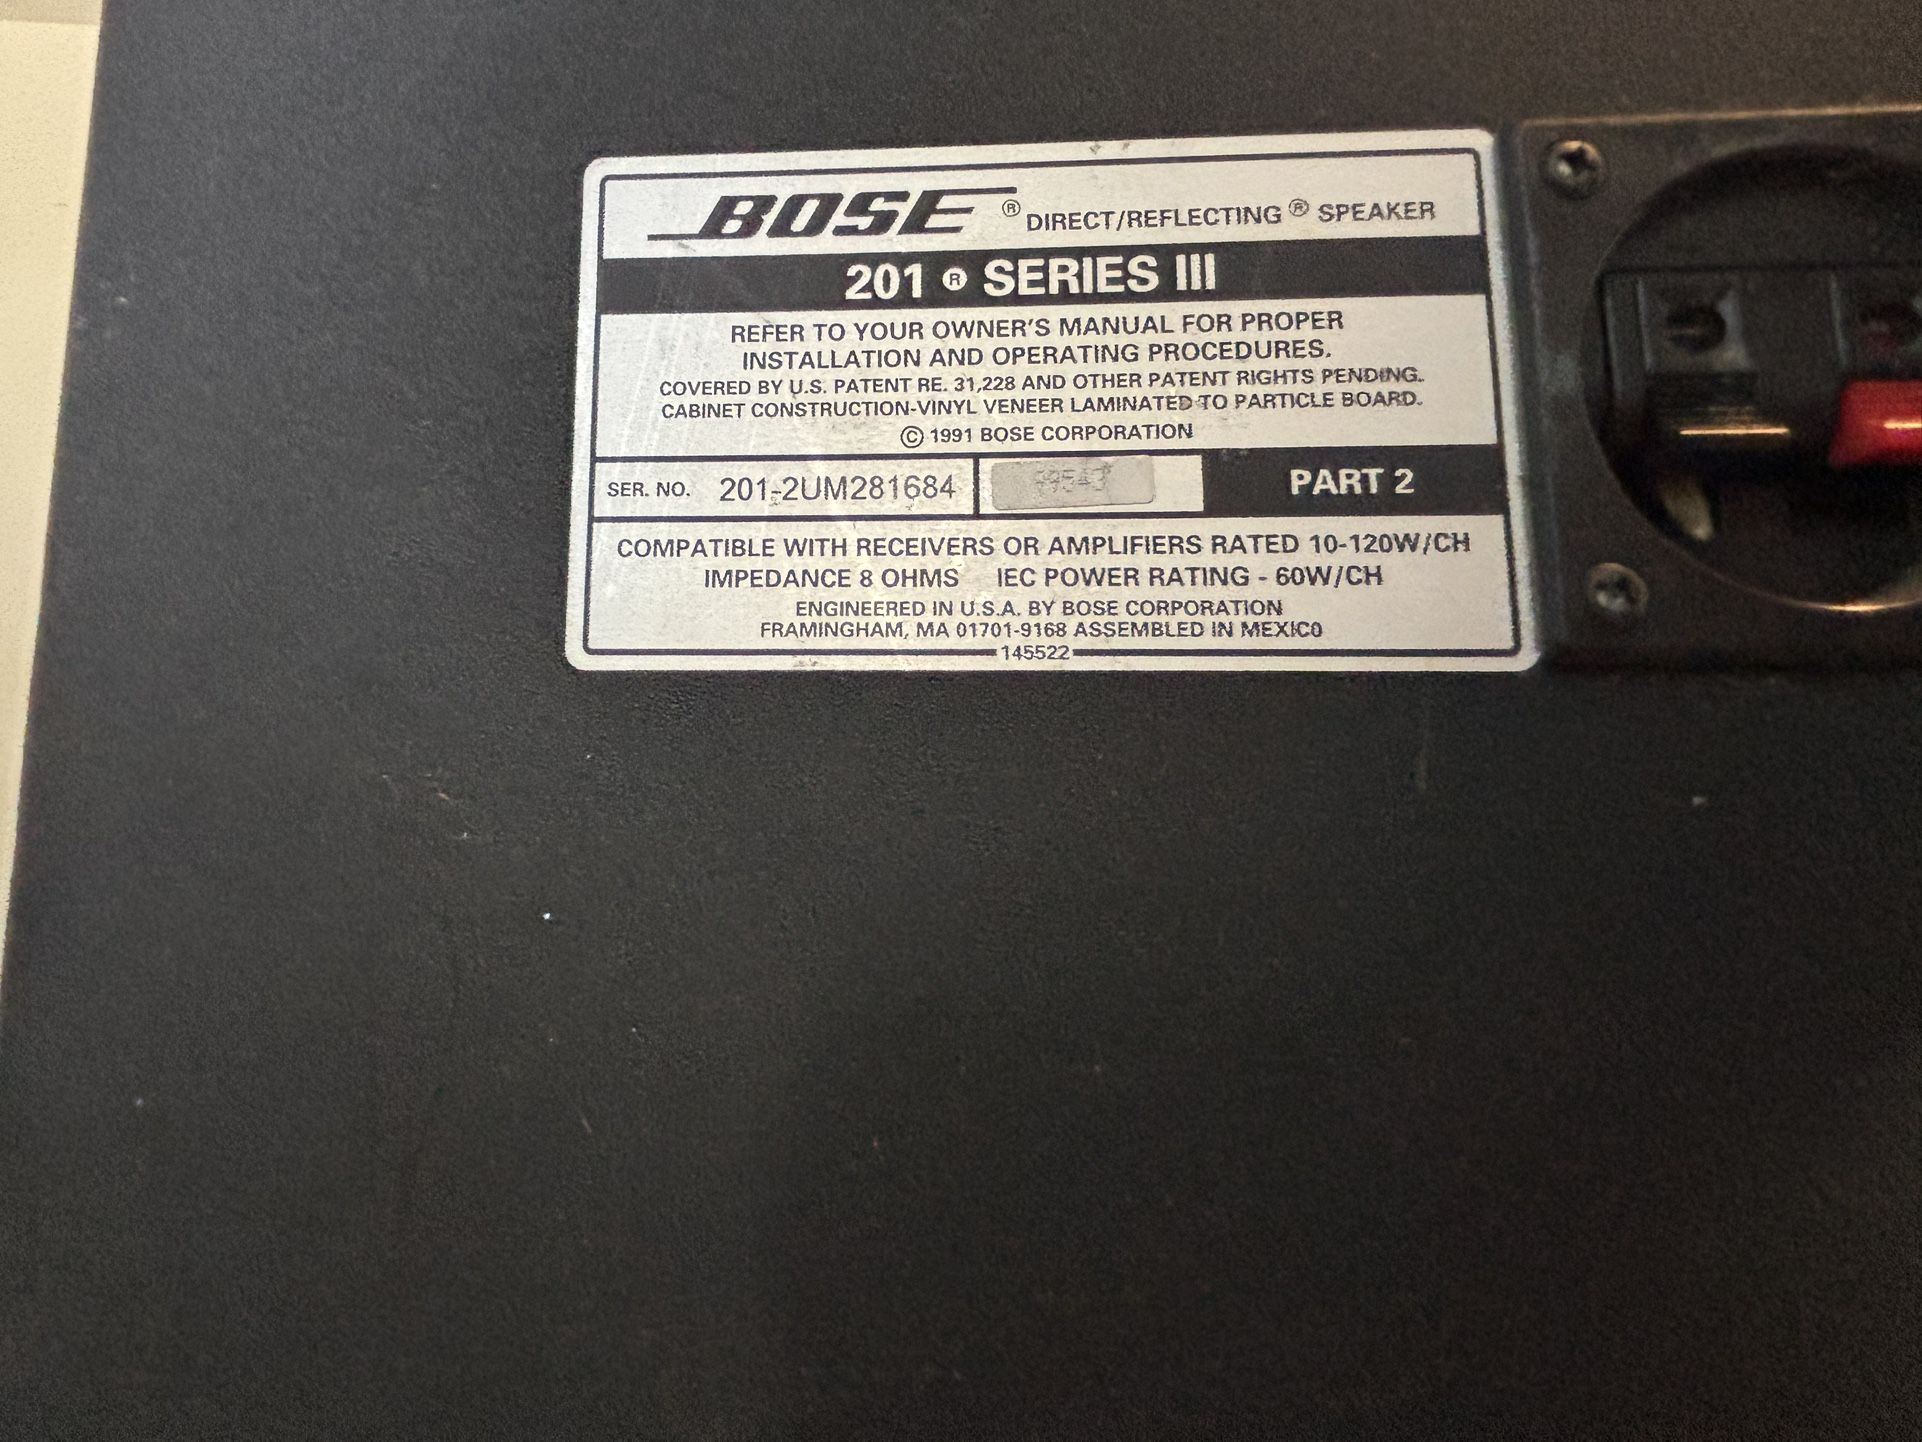 BOSE ® DIRECT/REFLECTING ® SPEAKER
201 ® SERIES III
REFER TO YOUR OWNER'S MANUAL FOR PROPER
INSTALLATION AND OPERATING PROCEDURES.
COVERED BY U.S. PATENT RE. 31,228 AND OTHER PATENT RIGHTS PENDING.
CABINET CONSTRUCTION-VINYL VENEER LAMINATED TO PARTICLE BOARD.
© 1991 BOSE CORPORATION
SER. NO. 201-2UM281684 PART 2
COMPATIBLE WITH RECEIVERS OR AMPLIFIERS RATED 10-120W/CH
IMPEDANCE 8 OHMS IEC POWER RATING - 60W/CH
ENGINEERED IN U.S.A. BY BOSE CORPORATION
FRAMINGHAM, MA 01701-9168 ASSEMBLED IN MEXICO
145522